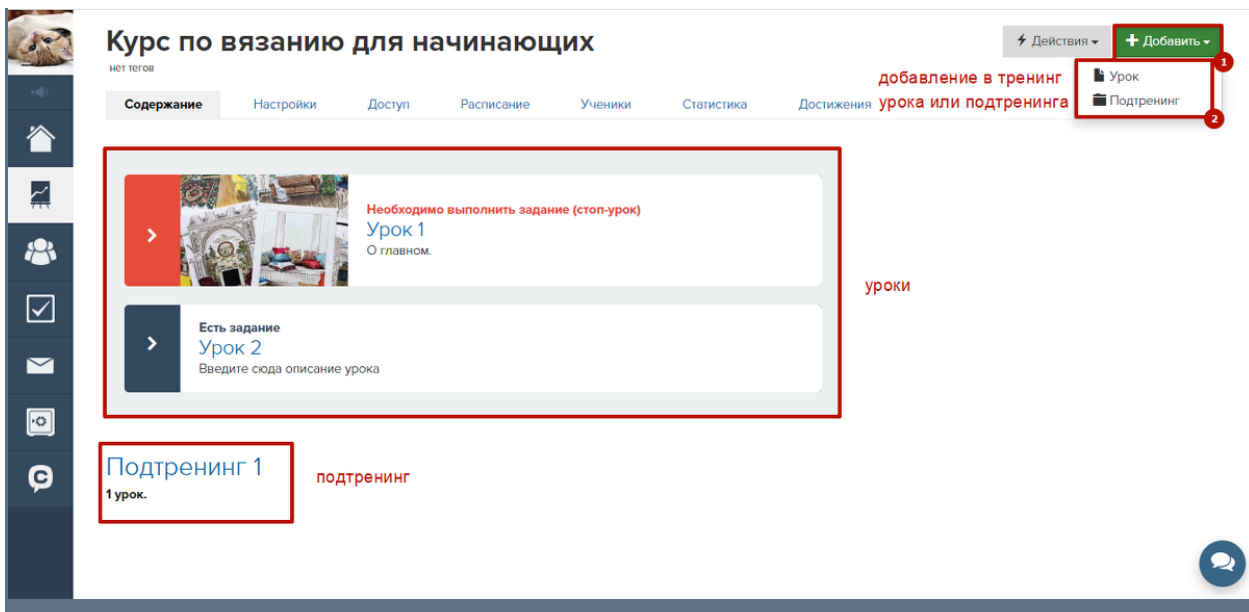 Курс по вязанию для начинающих
нет тегов
Действия
Добавить
1
добавление в тренинг
урока или подтренинга
Урок
Подтренинг
2
Содержание Настройки Доступ Расписание Ученики Статистика Достижения
Необходимо выполнить задание (стоп-урок)
Урок 1
О главном.
уроки
Есть задание
Урок 2
Введите сюда описание урока
Подтренинг 1
1 урок.
подтренинг